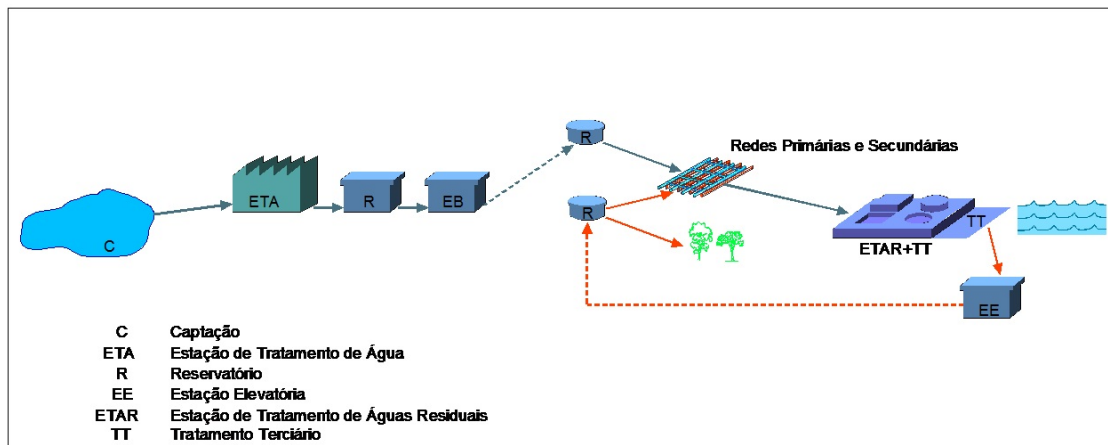 R
Redes Primárias e Secundárias
ETA
R
EB
R
C
TT
ETAR+TT
EE
C Captação
ETA Estação de Tratamento de Água
R Reservatório
EE Estação Elevatória
ETAR Estação de Tratamento de Águas Residuais
TT Tratamento Terciário